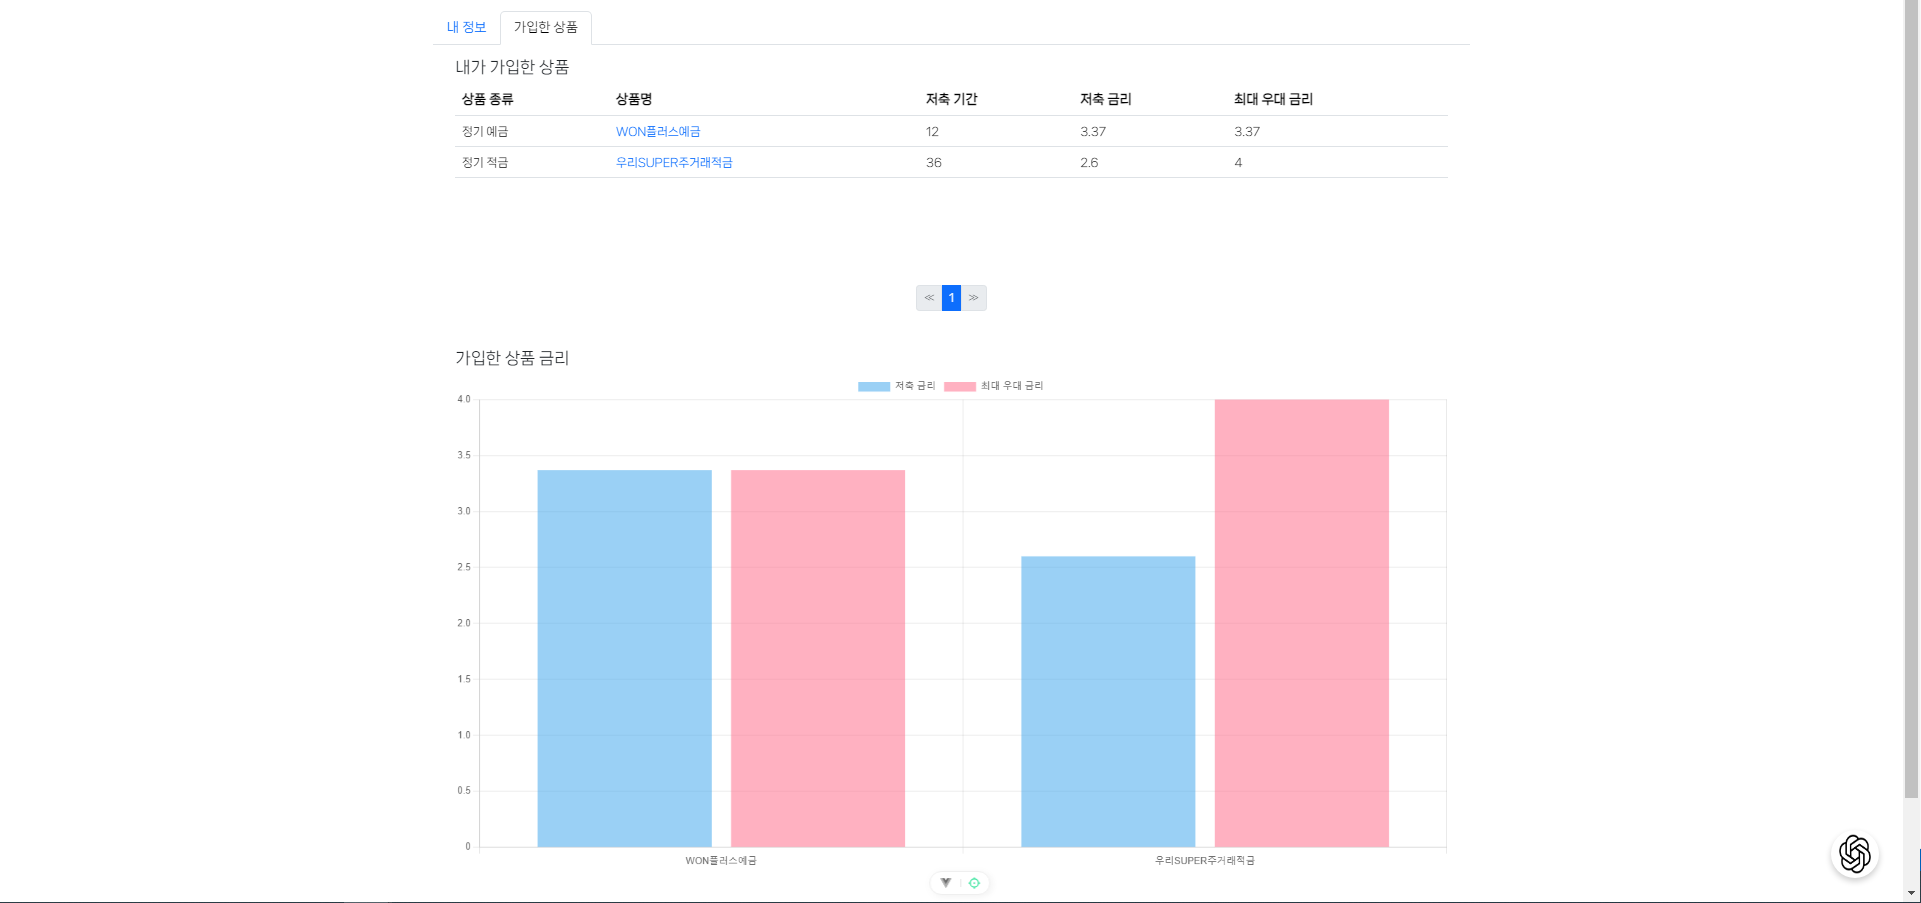 내 정보 가입한 상품
내가 가입한 상품
상품 종류 상품명 저축 기간 저축 금리 최대 우대 금리
정기 예금 WON플러스예금 12 3.37 3.37
정기 적금 우리SUPER주거래적금 36 2.6 4
≪ 1 ≫
가입한 상품 금리
저축 금리 최대 우대 금리
4.0
3.5
3.0
2.5
2.0
1.5
1.0
0.5
0
WON플러스예금 우리SUPER주거래적금